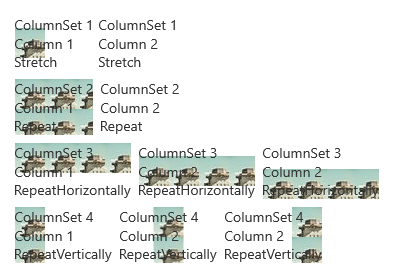 ColumnSet 1 ColumnSet 1
Column 1 Column 2
Stretch Stretch
ColumnSet 2 ColumnSet 2
Column 1 Column 2
Repeat Repeat
ColumnSet 3 ColumnSet 3 ColumnSet 3
Column 1 Column 2 Column 2
RepeatHorizontally RepeatHorizontally RepeatHorizontally
ColumnSet 4 ColumnSet 4 ColumnSet 4
Column 1 Column 2 Column 2
RepeatVertically RepeatVertically RepeatVertically